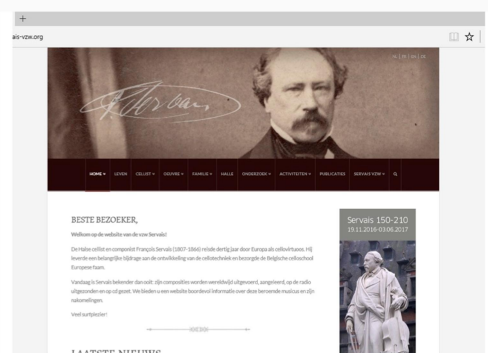 ais-vzw.org
HOME
LEVEN
CELLIST
OEUVRE
FAMILIE
HALLE
ONDERZOEK
ACTIVITEITEN
PUBLICATIES
SERVAIS VZW
BESTE BEZOEKER,
Welkom op de website van de vzw Servais!
De Halse cellist en componist François Servais (1807-1866) reisde dertig jaar door Europa als cellovirtuoos. Hij
leverde een belangrijke bijdrage aan de ontwikkeling van de cellotechniek en bezorgde de Belgische celloschool
Europese faam.
Vandaag is Servais bekender dan ooit: zijn composities werden wereldwijd uitgevoerd, aangeleerd, op de radio
uitgezonden en op cd gezet. We bieden u een website boordevol informatie over deze beroemde musicus en zijn
nakomelingen.
Veel surfplezier!
LAATSTE NIEUWS
Servais 150-210
19.11.2016-03.06.2017